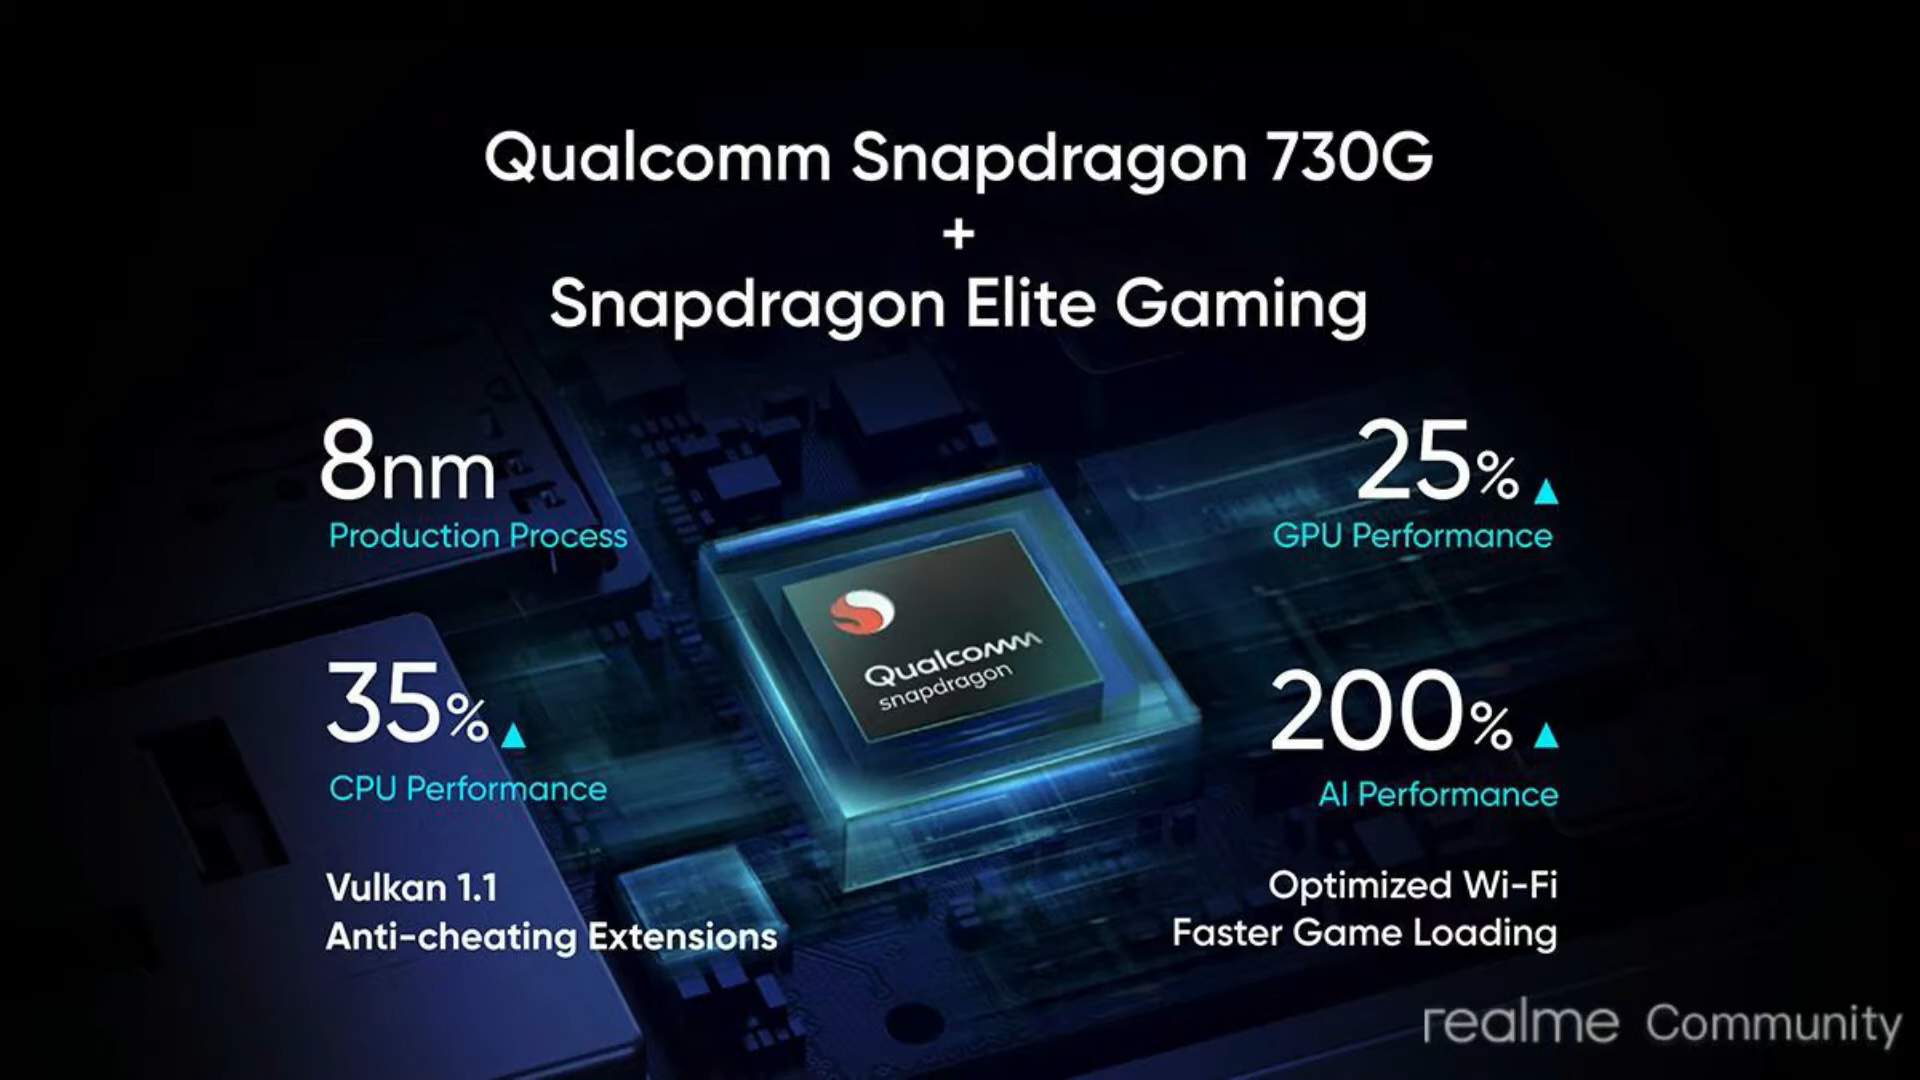 Qualcomm Snapdragon 730G
+
Snapdragon Elite Gaming
8nm
Production Process
25% ▲
GPU Performance
Qualcomm
snapdragon
35% ▲
CPU Performance
200% ▲
AI Performance
Vulkan 1.1
Anti-cheating Extensions
Optimized Wi-Fi
Faster Game Loading
realme Community